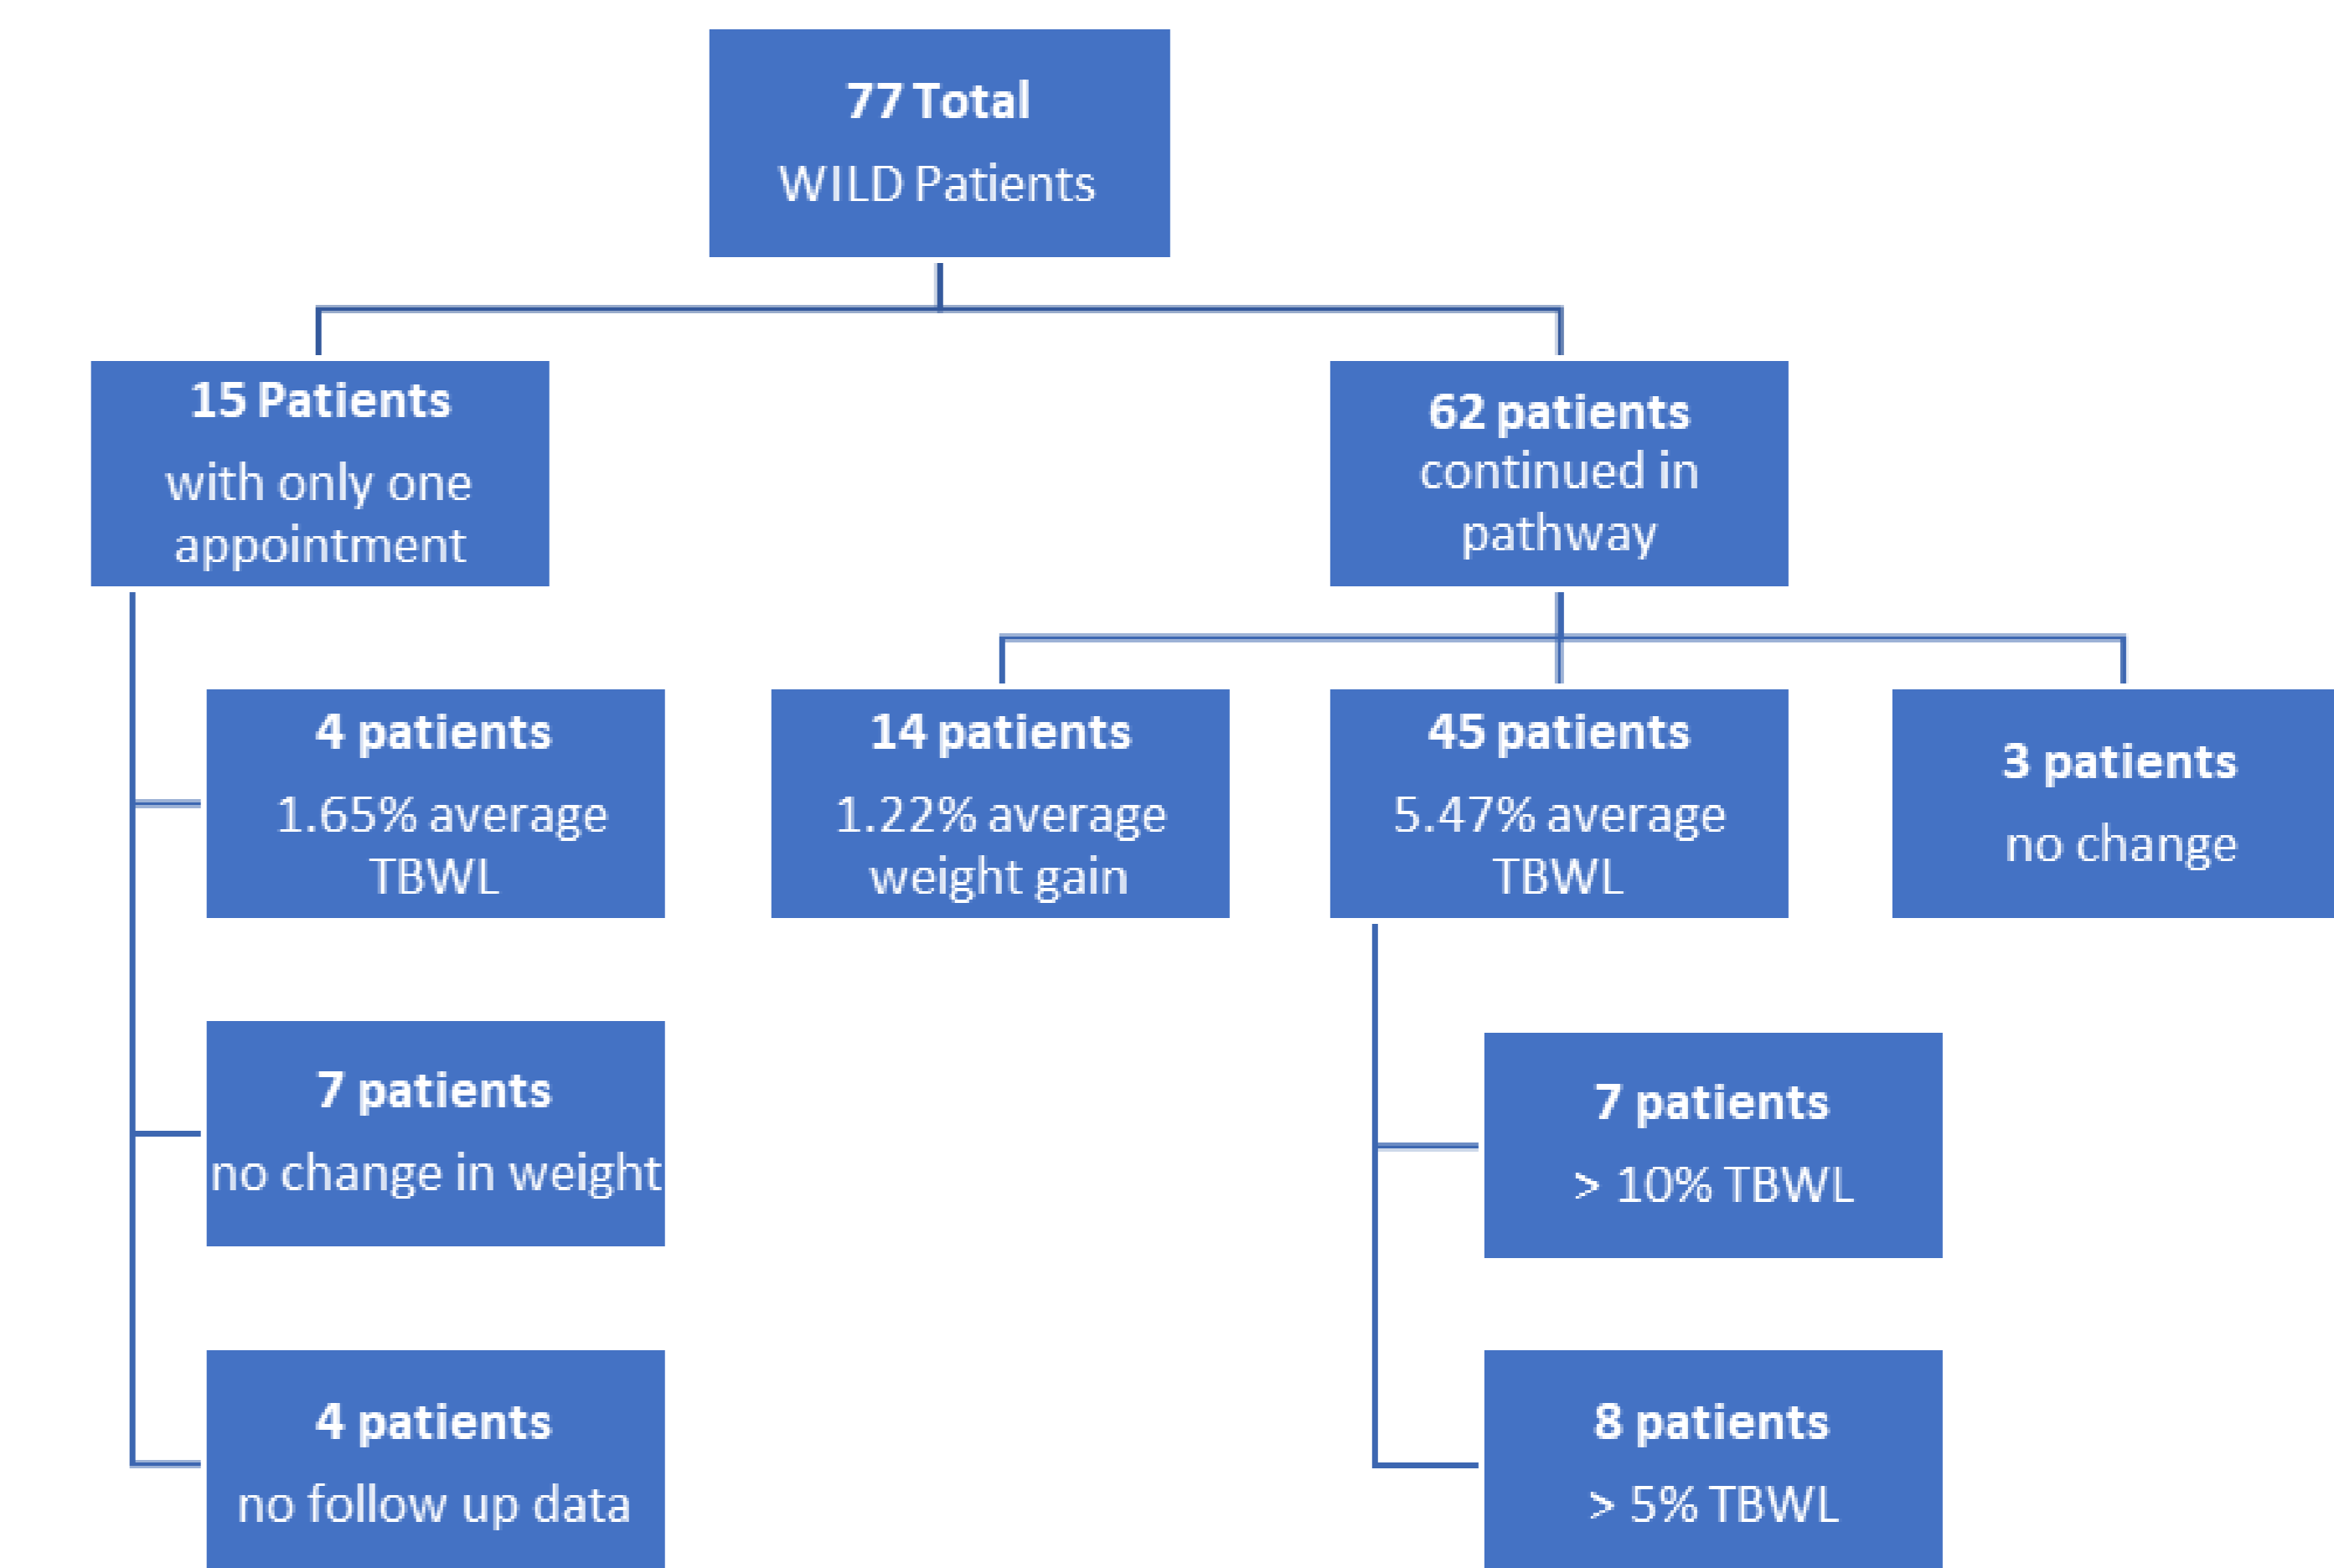 77 Total
WILD Patients
15 Patients
with only one
appointment
62 patients
continued in
pathway
4 patients
1.65% average
TBWL
14 patients
1.22% average
weight gain
45 patients
5.47% average
TBWL
3 patients
no change
7 patients
no change in weight
7 patients
> 10% TBWL
4 patients
no follow up data
8 patients
> 5% TBWL